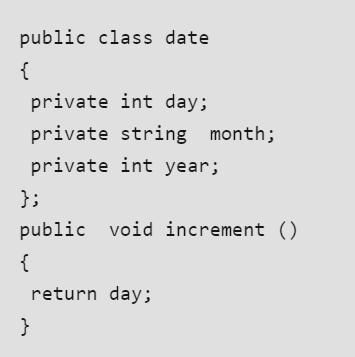 public class date
{
 private int day;
 private string  month;
 private int year;
};
public  void increment ()
{
 return day;
}